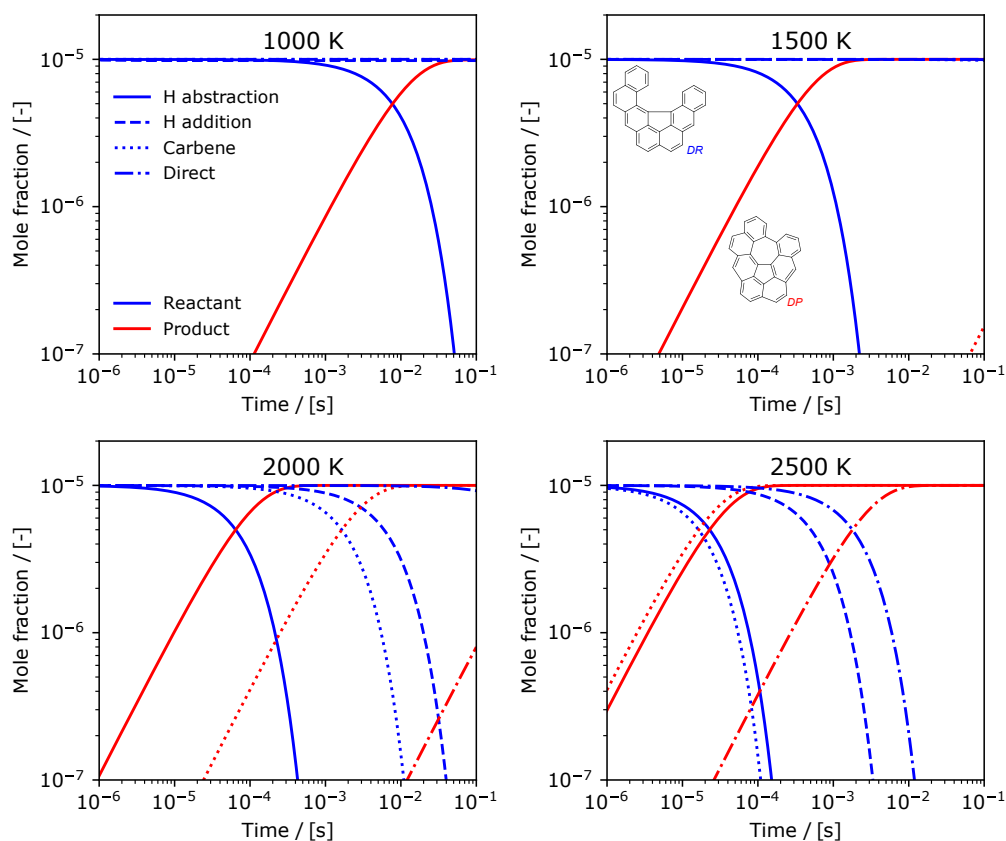 1000 K
Mole fraction / [-]
10⁻⁵
10⁻⁶
10⁻⁷
H abstraction
H addition
Carbene
Direct
Reactant
Product
10⁻⁶ 10⁻⁵ 10⁻⁴ 10⁻³ 10⁻² 10⁻¹
Time / [s]
1500 K
Mole fraction / [-]
10⁻⁵
10⁻⁶
10⁻⁷
DR
DP
10⁻⁶ 10⁻⁵ 10⁻⁴ 10⁻³ 10⁻² 10⁻¹
Time / [s]
2000 K
Mole fraction / [-]
10⁻⁵
10⁻⁶
10⁻⁷
10⁻⁶ 10⁻⁵ 10⁻⁴ 10⁻³ 10⁻² 10⁻¹
Time / [s]
2500 K
Mole fraction / [-]
10⁻⁵
10⁻⁶
10⁻⁷
10⁻⁶ 10⁻⁵ 10⁻⁴ 10⁻³ 10⁻² 10⁻¹
Time / [s]